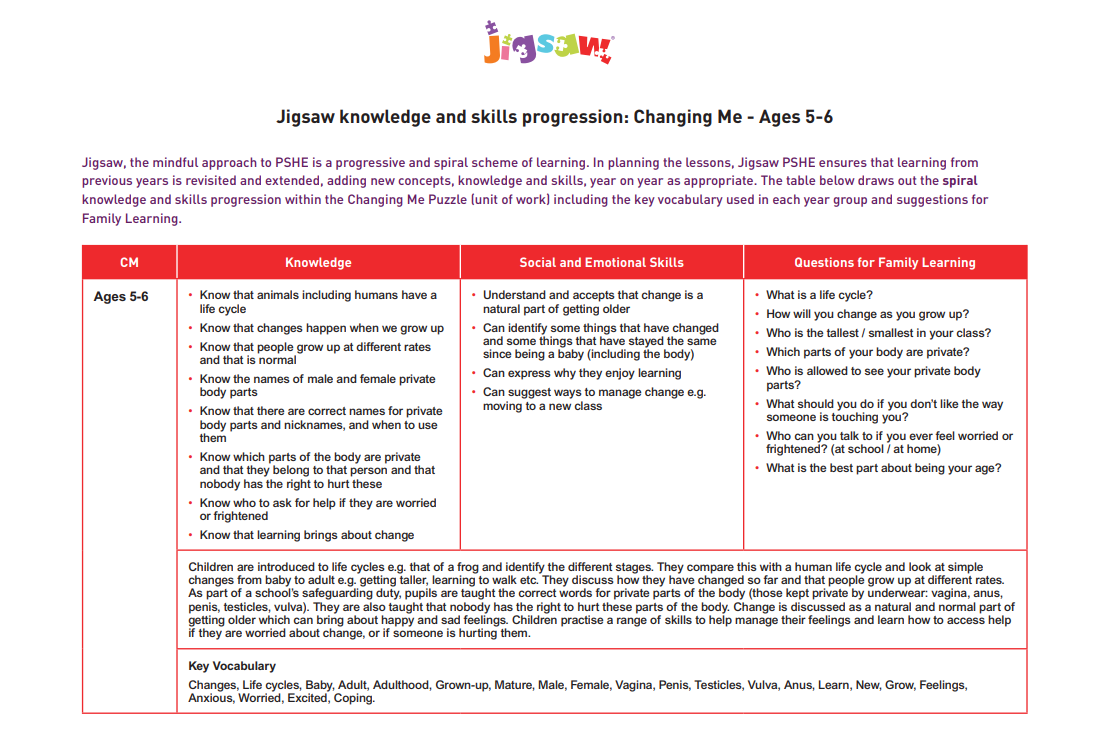 jigsaw®
Jigsaw knowledge and skills progression: Changing Me - Ages 5-6
Jigsaw, the mindful approach to PSHE is a progressive and spiral scheme of learning. In planning the lessons, Jigsaw PSHE ensures that learning from
previous years is revisited and extended, adding new concepts, knowledge and skills, year on year as appropriate. The table below draws out the spiral
knowledge and skills progression within the Changing Me Puzzle (unit of work) including the key vocabulary used in each year group and suggestions for
Family Learning.
CM
Knowledge
Social and Emotional Skills
Questions for Family Learning
Ages 5-6
• Know that animals including humans have a
life cycle
• Know that changes happen when we grow up
• Know that people grow up at different rates
and that is normal
• Know the names of male and female private
body parts
• Know that there are correct names for private
body parts and nicknames, and when to use
them
• Know which parts of the body are private
and that they belong to that person and that
nobody has the right to hurt these
• Know who to ask for help if they are worried
or frightened
• Know that learning brings about change
• Understand and accepts that change is a
natural part of getting older
• Can identify some things that have changed
and some things that have stayed the same
since being a baby (including the body)
• Can express why they enjoy learning
• Can suggest ways to manage change e.g.
moving to a new class
• What is a life cycle?
• How will you change as you grow up?
• Who is the tallest / smallest in your class?
• Which parts of your body are private?
• Who is allowed to see your private body
parts?
• What should you do if you don't like the way
someone is touching you?
• Who can you talk to if you ever feel worried or
frightened? (at school / at home)
• What is the best part about being your age?
Children are introduced to life cycles e.g. that of a frog and identify the different stages. They compare this with a human life cycle and look at simple
changes from baby to adult e.g. getting taller, learning to walk etc. They discuss how they have changed so far and that people grow up at different rates.
As part of a school's safeguarding duty, pupils are taught the correct words for private parts of the body (those kept private by underwear: vagina, anus,
penis, testicles, vulva). They are also taught that nobody has the right to hurt these parts of the body. Change is discussed as a natural and normal part of
getting older which can bring about happy and sad feelings. Children practise a range of skills to help manage their feelings and learn how to access help
if they are worried about change, or if someone is hurting them.
Key Vocabulary
Changes, Life cycles, Baby, Adult, Adulthood, Grown-up, Mature, Male, Female, Vagina, Penis, Testicles, Vulva, Anus, Learn, New, Grow, Feelings,
Anxious, Worried, Excited, Coping.